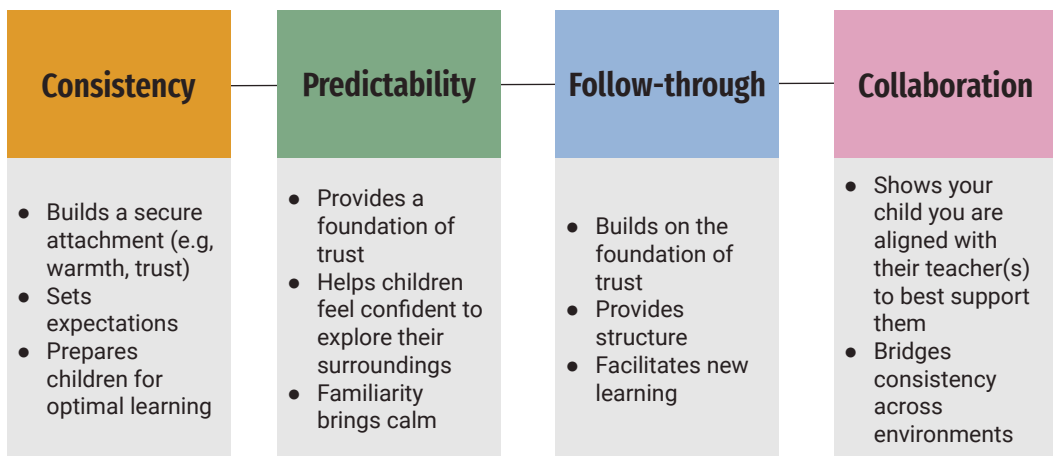 Consistency
● Builds a secure
attachment (e.g,
warmth, trust)
● Sets
expectations
● Prepares
children for
optimal learning
Predictability
● Provides a
foundation of
trust
● Helps children
feel confident to
explore their
surroundings
● Familiarity
brings calm
Follow-through
● Builds on the
foundation of
trust
● Provides
structure
● Facilitates new
learning
Collaboration
● Shows your
child you are
aligned with
their teacher(s)
to best support
them
● Bridges
consistency
across
environments